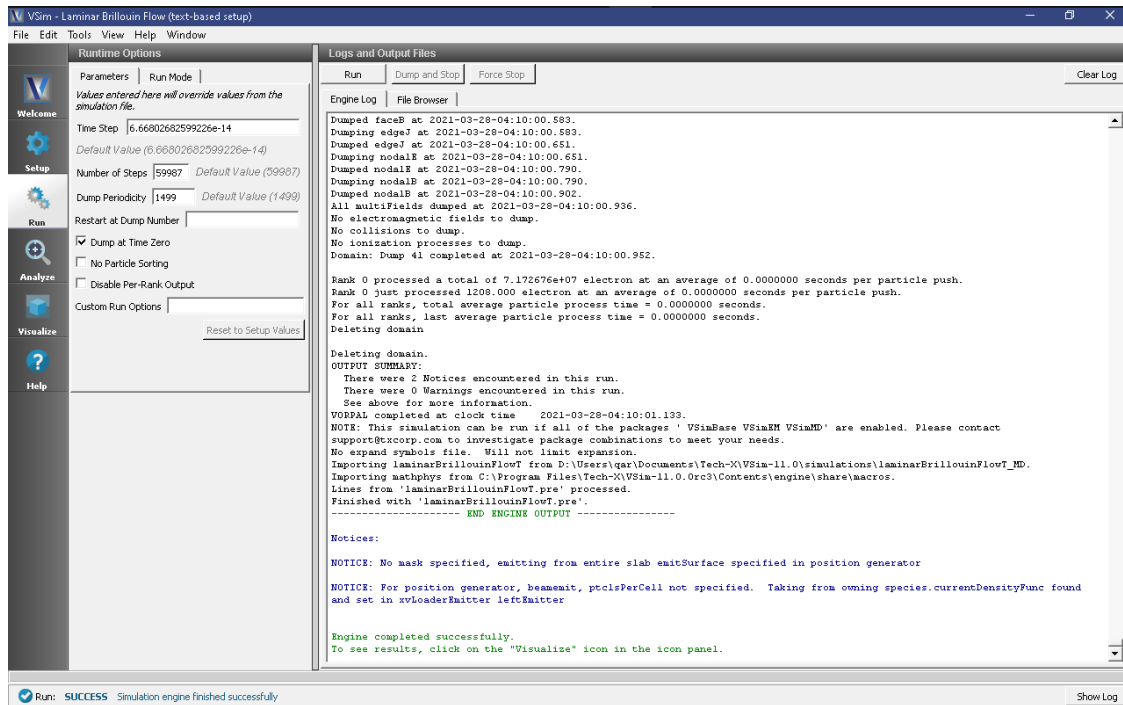 VSim - Laminar Brillouin Flow (text-based setup)
File Edit Tools View Help Window
Welcome
Setup
Run
Analyze
Visualize
Help
Runtime Options
Parameters Run Mode
Values entered here will override values from the
simulation file.
Time Step 6.66802682599226e-14
Default Value (6.66802682599226e-14)
Number of Steps 59987 Default Value (59987)
Dump Periodicity 1499 Default Value (1499)
Restart at Dump Number
Dump at Time Zero
No Particle Sorting
Disable Per-Rank Output
Custom Run Options
Reset to Setup Values
Logs and Output Files
Run Dump and Stop Force Stop Clear Log
Engine Log File Browser
Dumped faceB at 2021-03-28-04:10:00.583.
Dumping edgeJ at 2021-03-28-04:10:00.583.
Dumped edgeJ at 2021-03-28-04:10:00.651.
Dumping nodalE at 2021-03-28-04:10:00.651.
Dumped nodalE at 2021-03-28-04:10:00.790.
Dumping nodalB at 2021-03-28-04:10:00.790.
Dumped nodalB at 2021-03-28-04:10:00.902.
All multiFields dumped at 2021-03-28-04:10:00.936.
No electromagnetic fields to dump.
No collisions to dump.
No ionization processes to dump.
Domain: Dump 41 completed at 2021-03-28-04:10:00.952.
Rank 0 processed a total of 7.172676e+07 electron at an average of 0.0000000 seconds per particle push.
Rank 0 just processed 1208.000 electron at an average of 0.0000000 seconds per particle push.
For all ranks, total average particle process time = 0.0000000 seconds.
For all ranks, last average particle process time = 0.0000000 seconds.
Deleting domain
Deleting domain.
OUTPUT SUMMARY:
There were 2 Notices encountered in this run.
There were 0 Warnings encountered in this run.
See above for more information.
VORPAL completed at clock time 2021-03-28-04:10:01.133.
NOTE: This simulation can be run if all of the packages ' VSimBase VSimEM VSimMD' are enabled. Please contact
support@txcorp.com to investigate package combinations to meet your needs.
No expand symbols file. Will not limit expansion.
Importing laminarBrillouinFlowT from D:\Users\qar\Documents\Tech-X\VSim-11.0\simulations\laminarBrillouinFlowT_MD.
Importing mathphys from C:\Program Files\Tech-X\VSim-11.0.0rc3\Contents\engine\share\macros.
Lines from 'laminarBrillouinFlowT.pre' processed.
Finished with 'laminarBrillouinFlowT.pre'.
-------------------- END ENGINE OUTPUT ----------------
Notices:
NOTICE: No mask specified, emitting from entire slab emitSurface specified in position generator
NOTICE: For position generator, beamemit, ptclsPerCell not specified. Taking from owning species.currentDensityFunc found
and set in xvLoaderEmitter leftEmitter
Engine completed successfully.
To see results, click on the "Visualize" icon in the icon panel.
Run: SUCCESS Simulation engine finished successfully
Show Log